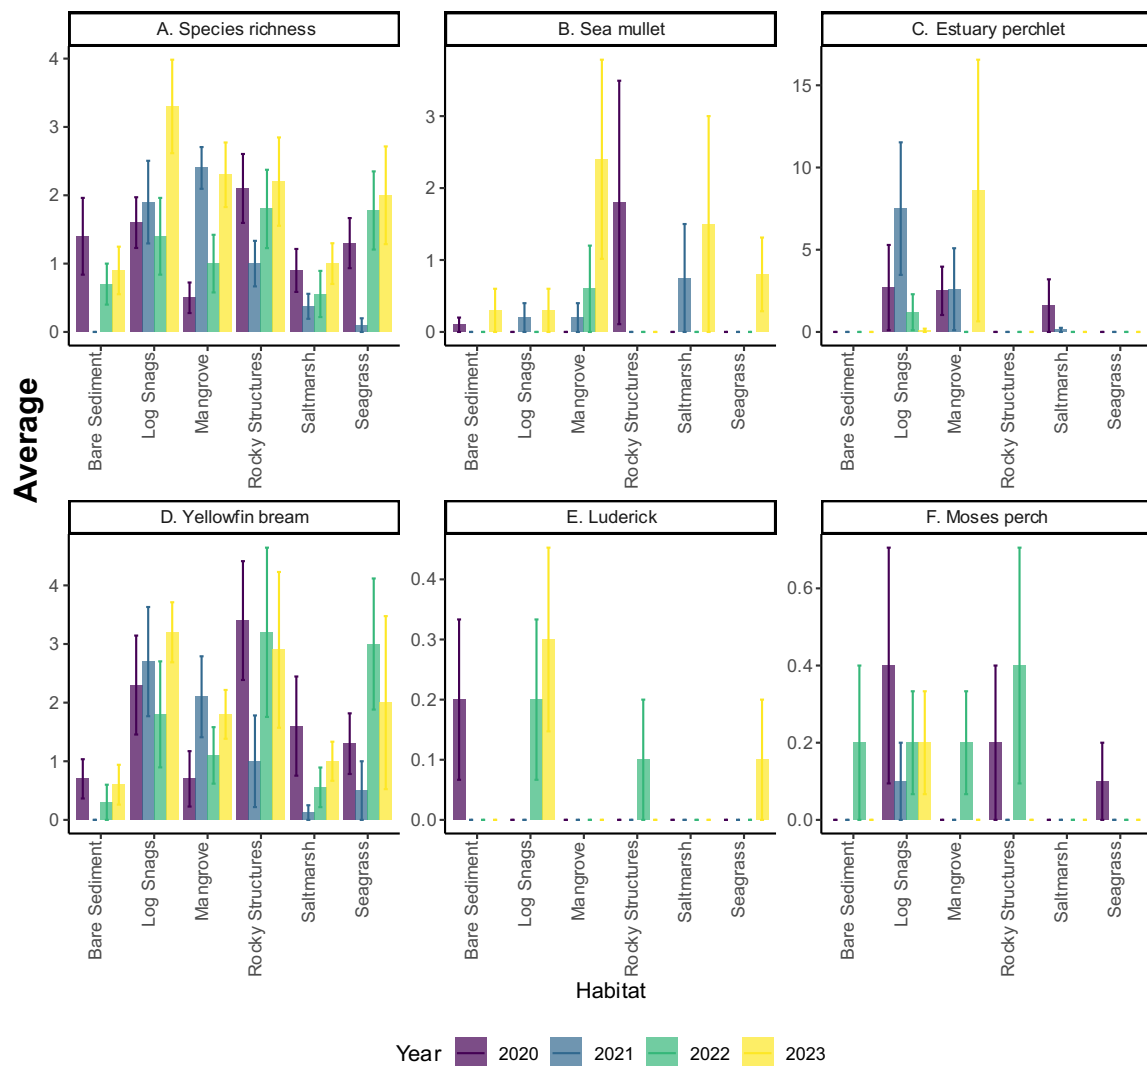 A. Species richness
B. Sea mullet
C. Estuary perchlet
4
3
2
1
0
3
2
1
0
15
10
5
0
Bare Sediment.
Log Snags.
Mangrove.
Rocky Structures.
Saltmarsh.
Seagrass.
Bare Sediment.
Log Snags.
Mangrove.
Rocky Structures.
Saltmarsh.
Seagrass.
Bare Sediment.
Log Snags.
Mangrove.
Rocky Structures.
Saltmarsh.
Seagrass.
Average
D. Yellowfin bream
E. Luderick
F. Moses perch
4
3
2
1
0
0.4
0.3
0.2
0.1
0.0
0.6
0.4
0.2
0.0
Bare Sediment.
Log Snags.
Mangrove.
Rocky Structures.
Saltmarsh.
Seagrass.
Bare Sediment.
Log Snags.
Mangrove.
Rocky Structures.
Saltmarsh.
Seagrass.
Bare Sediment.
Log Snags.
Mangrove.
Rocky Structures.
Saltmarsh.
Seagrass.
Habitat
Year 2020 2021 2022 2023